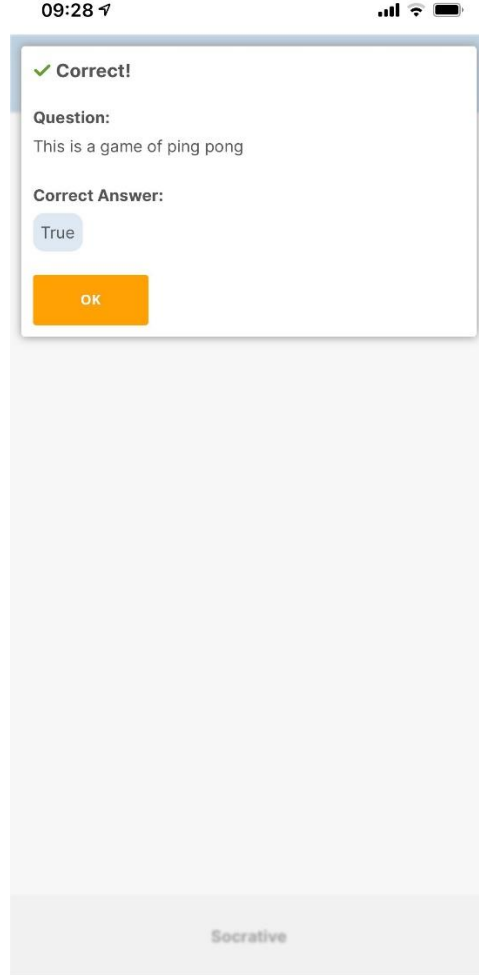 09:28
Correct!
Question:
This is a game of ping pong
Correct Answer:
True
OK
Socrative